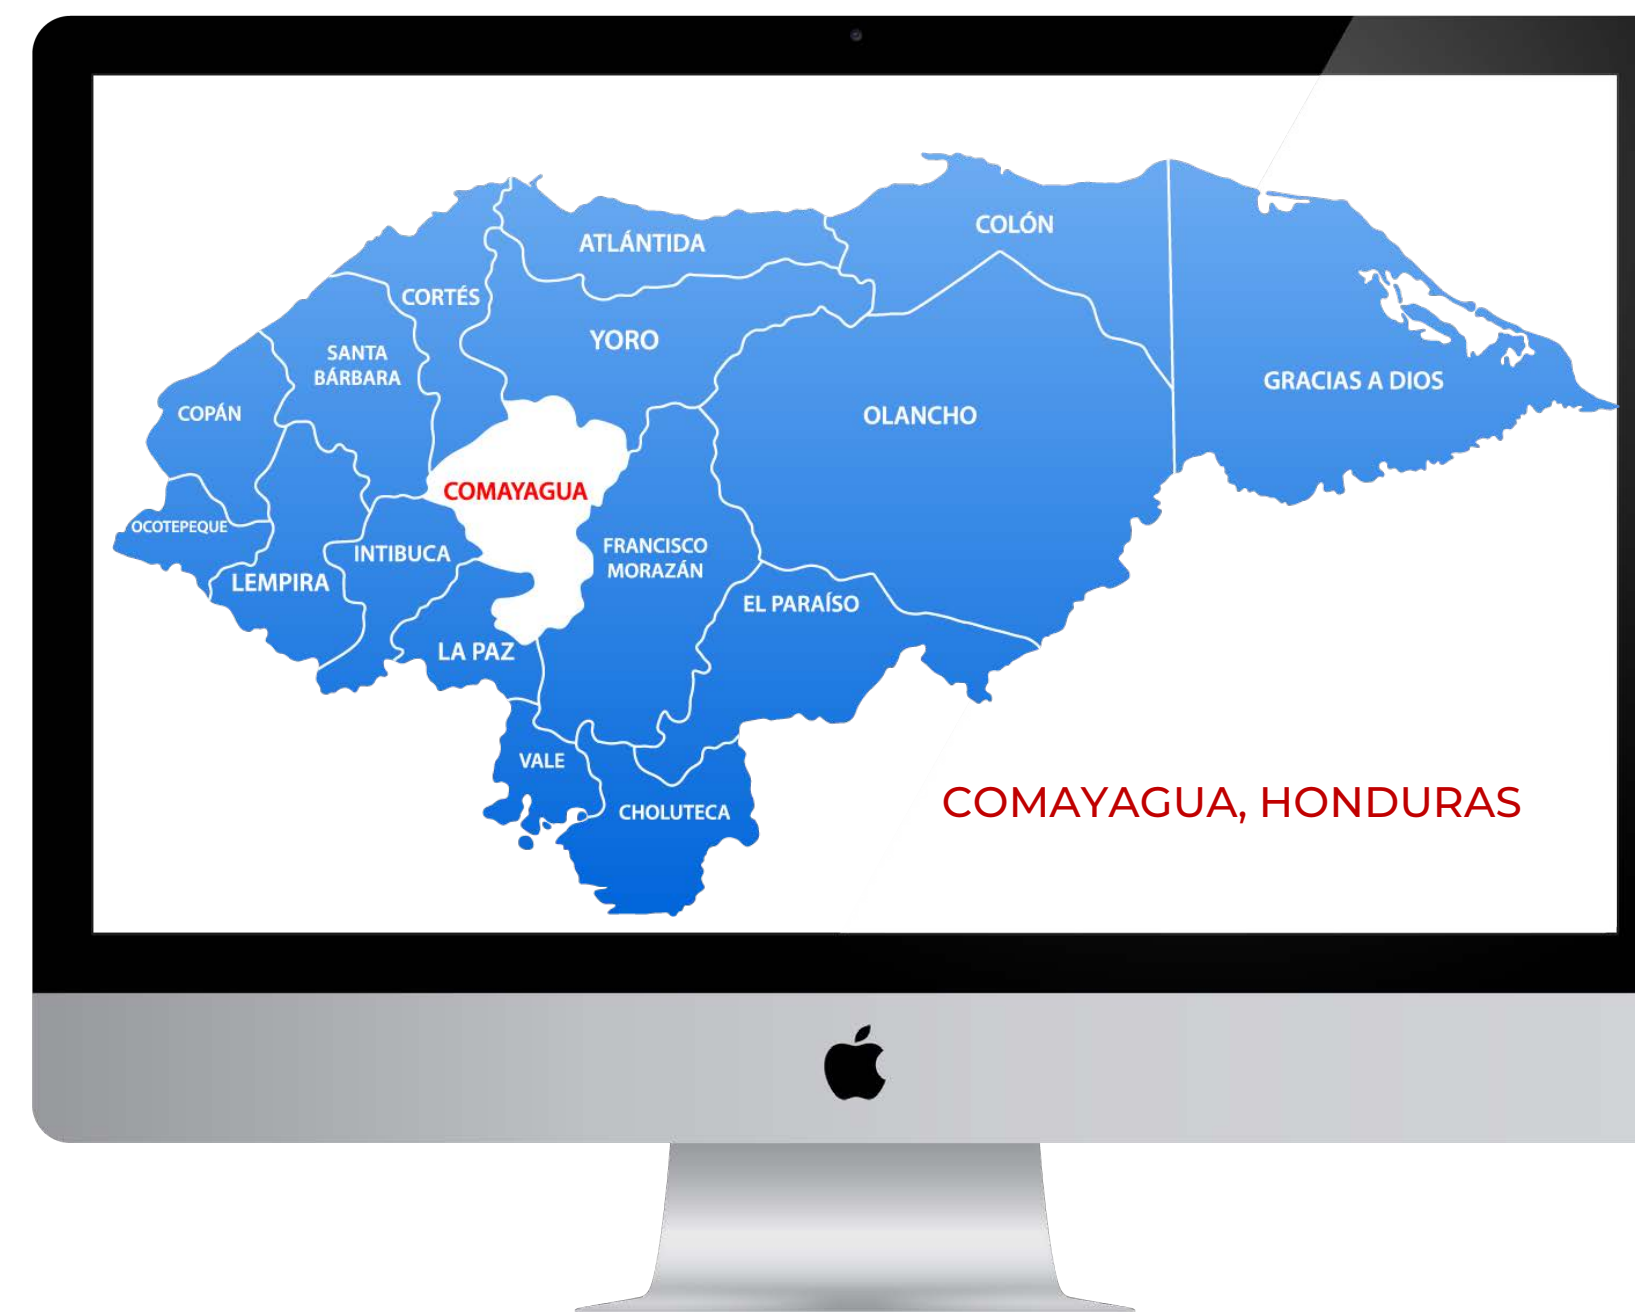 COLÓN
ATLÁNTIDA
CORTÉS
YORO
SANTA
BÁRBARA
GRACIAS A DIOS
COPÁN
OLANCHO
COMAYAGUA
OCOTEPEQUE
INTIBUCA
FRANCISCO
MORAZÁN
LEMPIRA
EL PARAÍSO
LA PAZ
VALE
COMAYAGUA, HONDURAS
CHOLUTECA